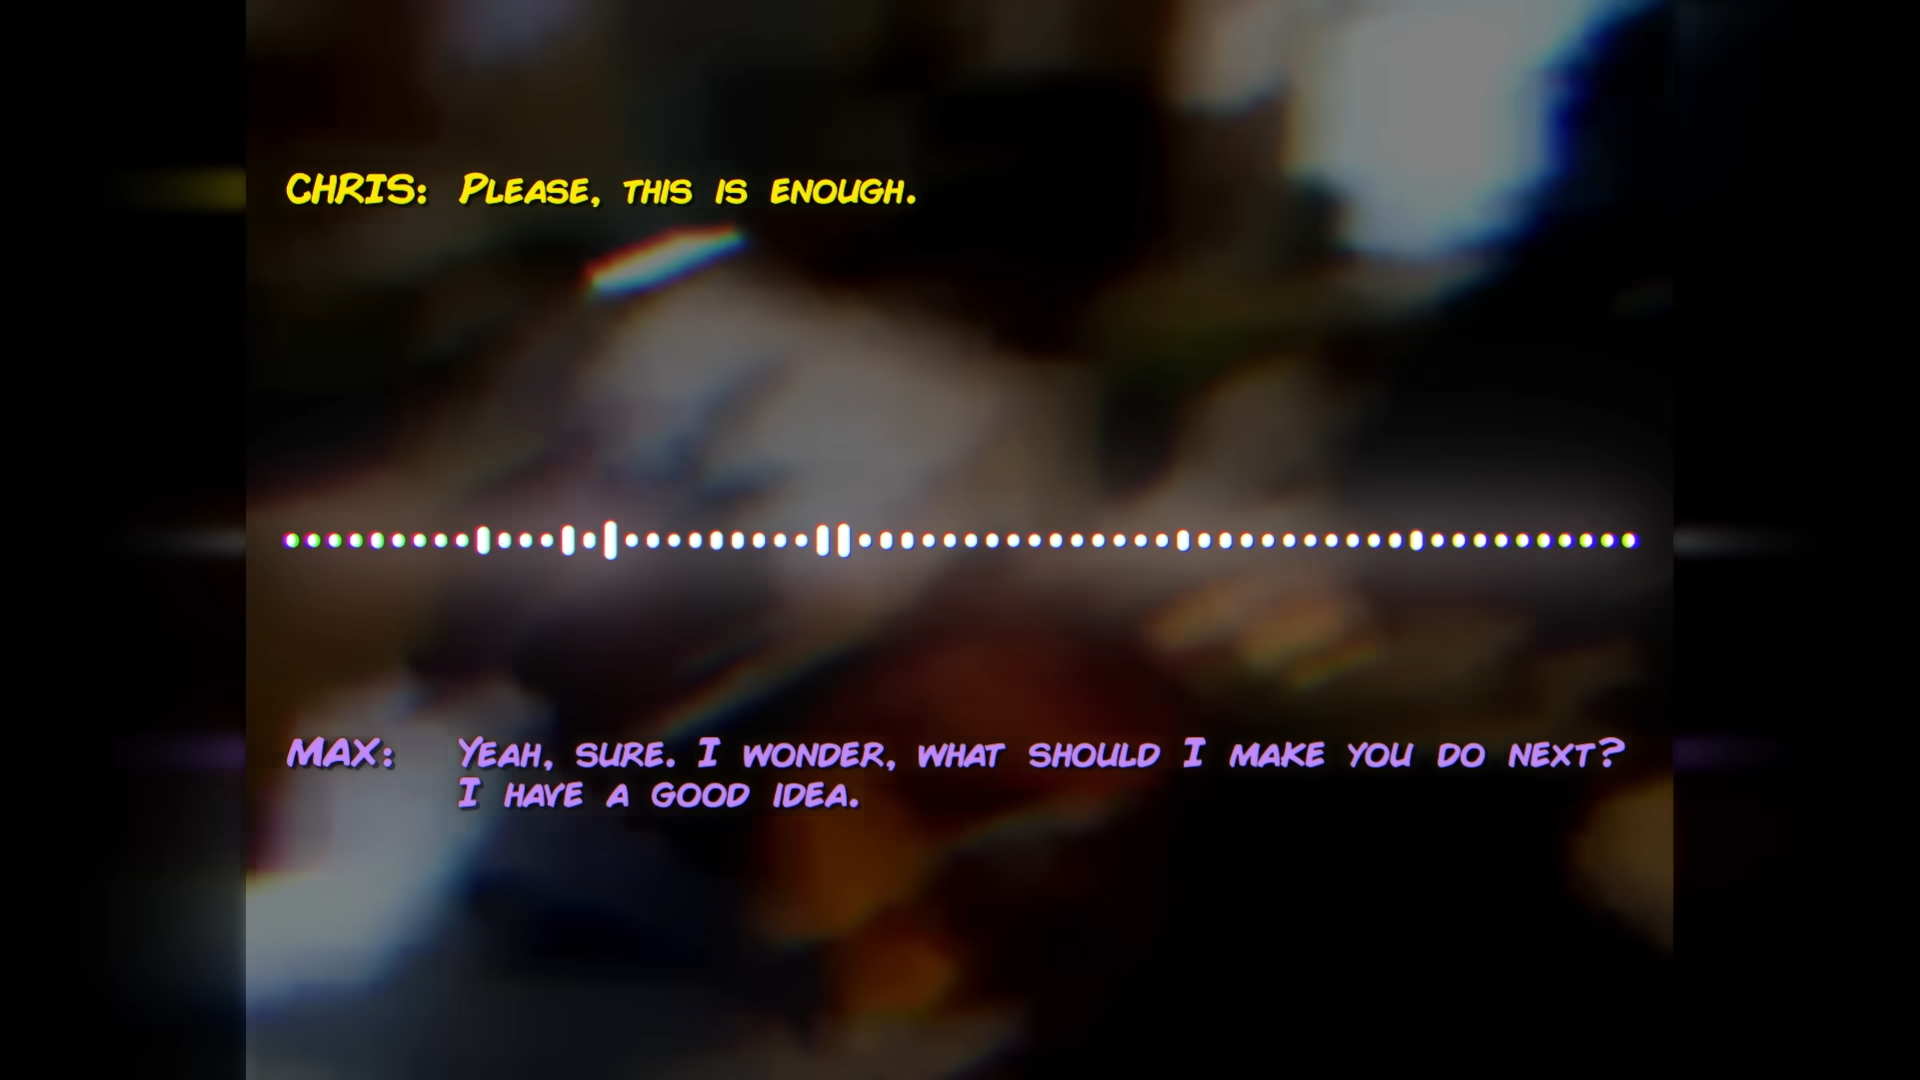 CHRIS: PLEASE, THIS IS ENOUGH.
MAX: YEAH, SURE. I WONDER, WHAT SHOULD I MAKE YOU DO NEXT?
I HAVE A GOOD IDEA.